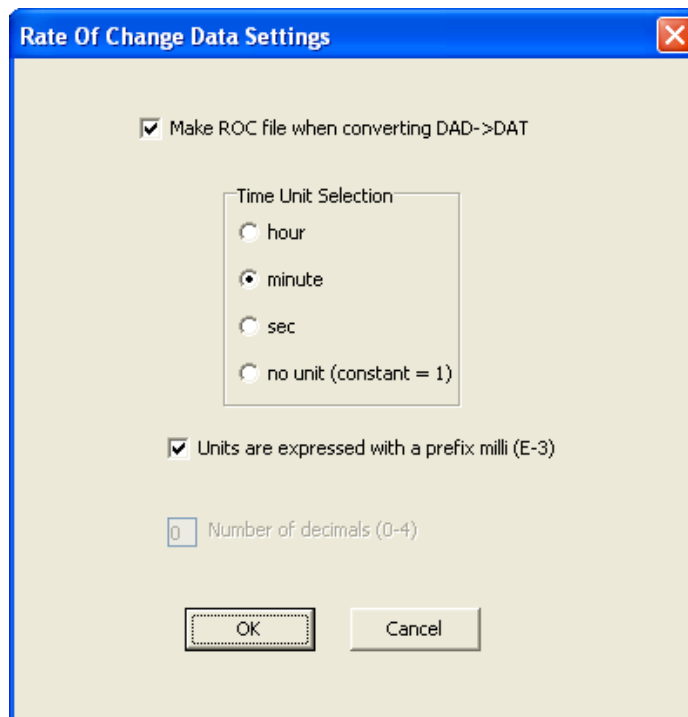 Rate Of Change Data Settings
Make ROC file when converting DAD->DAT
Time Unit Selection
hour
minute
sec
no unit (constant = 1)
Units are expressed with a prefix milli (E-3)
0 Number of decimals (0-4)
OK Cancel